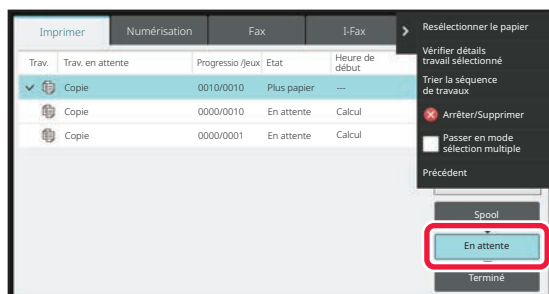 Imprimer
Numérisation
Fax
I-Fax
Trav.
Trav. en attente
Progressio /Jeux
Etat
Heure de
début
Copie
0010/0010
Plus papier
---
Copie
0000/0010
En attente
Calcul
Copie
0000/0001
En attente
Calcul
Resélectionner le papier
Vérifier détails
travail sélectionné
Trier la séquence
de travaux
Arrêter/Supprimer
Passer en mode
sélection multiple
Précédent
Spool
En attente
Terminé